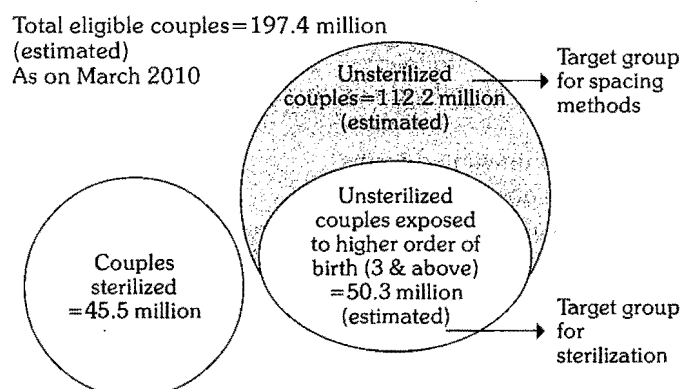 Total eligible couples=197.4 million
(estimated)
As on March 2010
Unsterilized
couples=112.2 million
(estimated)
Target group
for spacing
methods
Unsterilized
couples exposed
to higher order of
birth (3 & above)
=50.3 million
(estimated)
Couples
sterilized
=45.5 million
Target group
for
sterilization